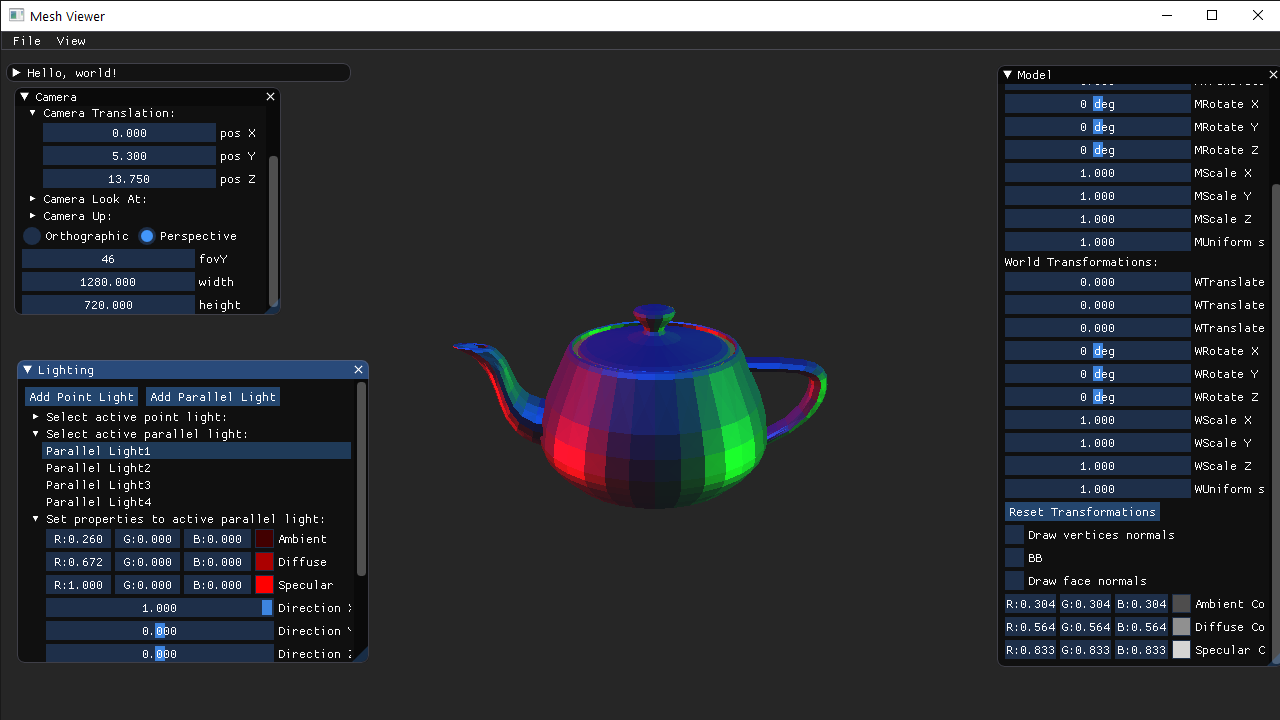 Mesh Viewer
File View
Hello, world!
Camera
Camera Translation:
0.000 pos X
5.300 pos Y
13.750 pos Z
Camera Look At:
Camera Up:
Orthographic Perspective
46 fovY
1280.000 width
720.000 height
Lighting
Add Point Light Add Parallel Light
Select active point light:
Select active parallel light:
Parallel Light1
Parallel Light2
Parallel Light3
Parallel Light4
Set properties to active parallel light:
R:0.260 G:0.000 B:0.000 Ambient
R:0.672 G:0.000 B:0.000 Diffuse
R:1.000 G:0.000 B:0.000 Specular
1.000 Direction
0.000 Direction
0.000 Direction
Model
0 deg MRotate X
0 deg MRotate Y
0 deg MRotate Z
1.000 MScale X
1.000 MScale Y
1.000 MScale Z
1.000 MUniform s
World Transformations:
0.000 WTranslate
0.000 WTranslate
0.000 WTranslate
0 deg WRotate X
0 deg WRotate Y
0 deg WRotate Z
1.000 WScale X
1.000 WScale Y
1.000 WScale Z
1.000 WUniform s
Reset Transformations
Draw vertices normals
BB
Draw face normals
R:0.304 G:0.304 B:0.304 Ambient Co
R:0.564 G:0.564 B:0.564 Diffuse Co
R:0.833 G:0.833 B:0.833 Specular C